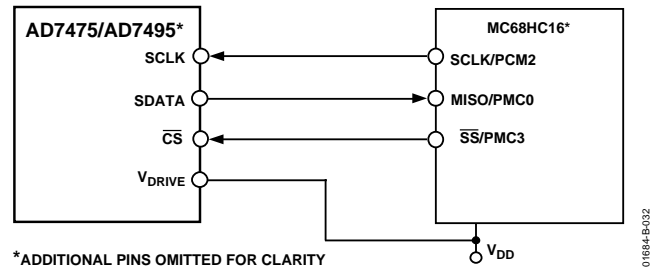 AD7475/AD7495*
MC68HC16*
SCLK
SCLK/PCM2
SDATA
MISO/PMC0
CS
SS/PMC3
VDRIVE
VDD
*ADDITIONAL PINS OMITTED FOR CLARITY
01684-B-032